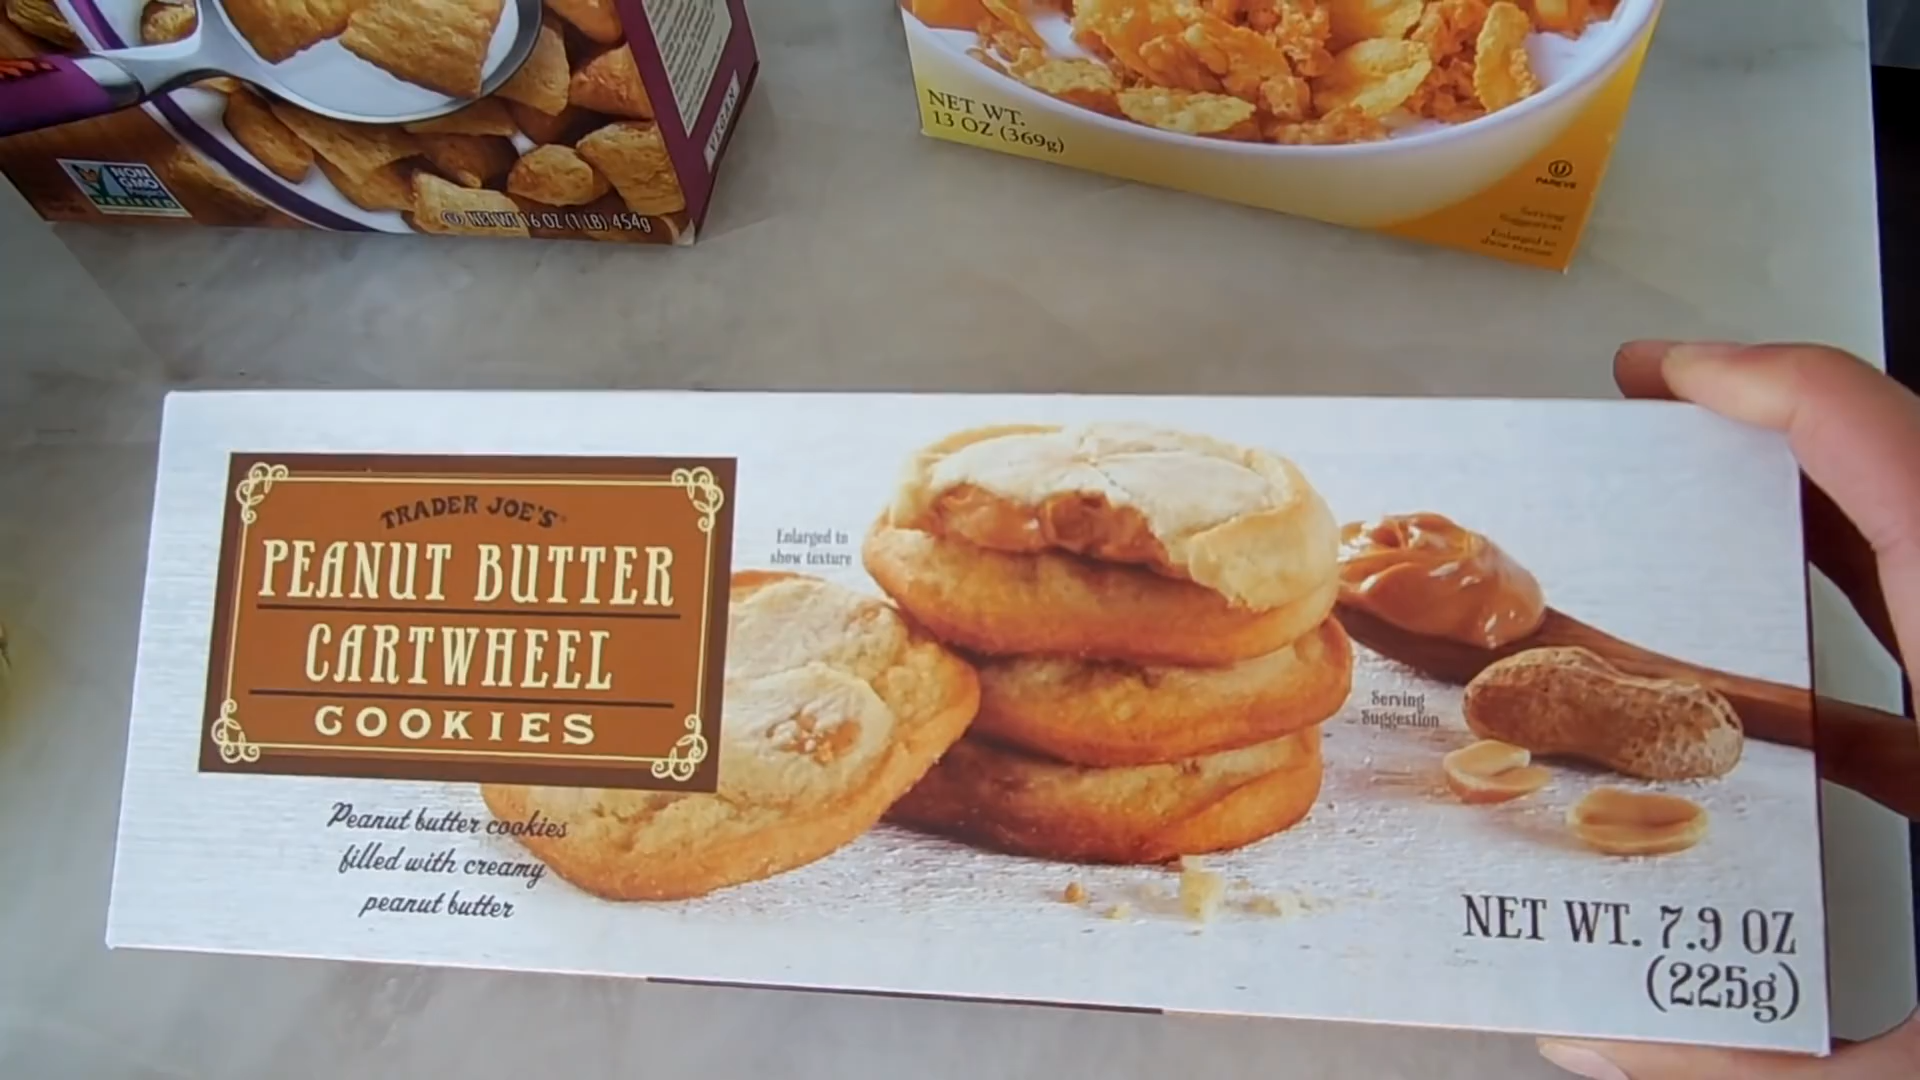 VEGAN
NON
GMO
VERIFIED
NET WT 16 OZ (1 LB) 454g
NET WT.
13 OZ (369g)
U
PAREVE
Serving
Suggestion
Enlarged to
show texture
TRADER JOE'S
PEANUT BUTTER
CARTWHEEL
COOKIES
Peanut butter cookies
filled with creamy
peanut butter
Enlarged to
show texture
Serving
Suggestion
NET WT. 7.9 OZ
(225g)